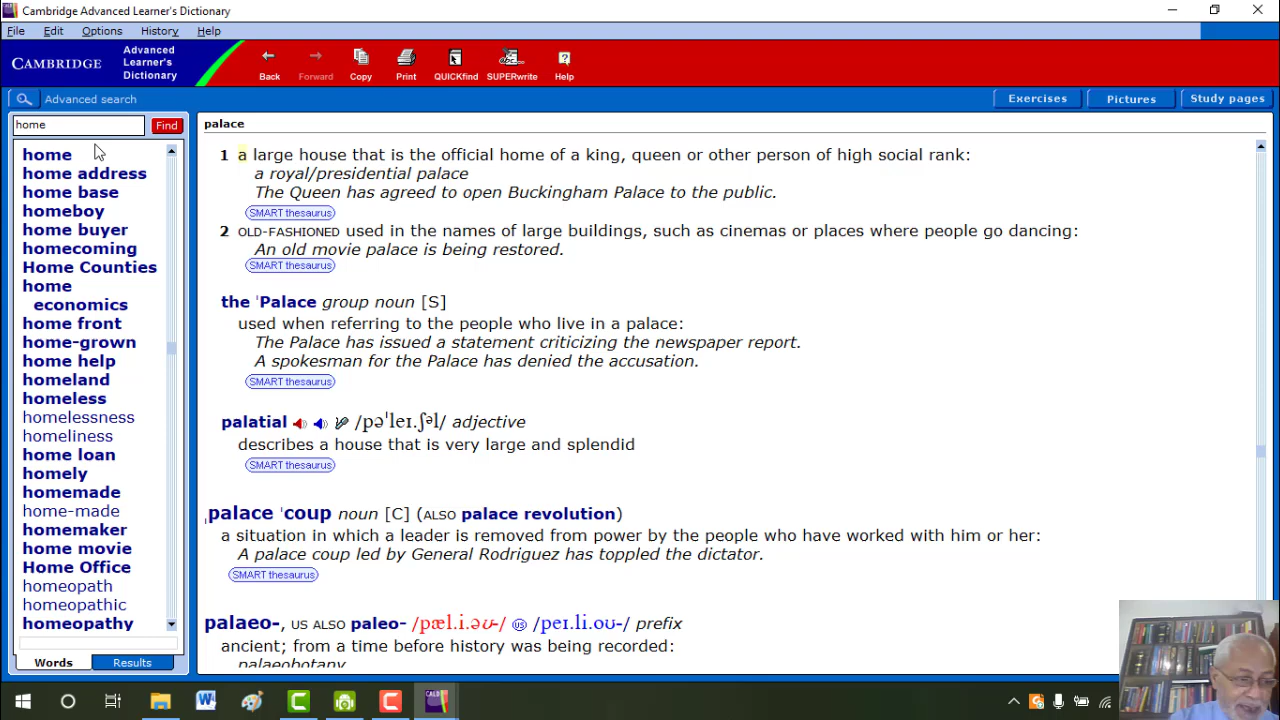 Cambridge Advanced Learner's Dictionary
File Edit Options History Help
CAMBRIDGE
Advanced
Learner's
Dictionary
Back Forward Copy Print QUICKfind SUPERwrite Help
Advanced search
Exercises Pictures Study pages
home Find
home
home address
home base
homeboy
home buyer
homecoming
Home Counties
home
economics
home front
home-grown
home help
homeland
homeless
homelessness
homeliness
home loan
homely
homemade
home-made
homemaker
home movie
Home Office
homeopath
homeopathic
homeopathy
Words Results
palace
1 a large house that is the official home of a king, queen or other person of high social rank:
a royal/presidential palace
The Queen has agreed to open Buckingham Palace to the public.
SMART thesaurus
2 OLD-FASHIONED used in the names of large buildings, such as cinemas or places where people go dancing:
An old movie palace is being restored.
SMART thesaurus
the ˈPalace group noun [S]
used when referring to the people who live in a palace:
The Palace has issued a statement criticizing the newspaper report.
A spokesman for the Palace has denied the accusation.
SMART thesaurus
palatial /pəˈleɪ.ʃəl/ adjective
describes a house that is very large and splendid
SMART thesaurus
ˌpalace ˈcoup noun [C] (ALSO palace revolution)
a situation in which a leader is removed from power by the people who have worked with him or her:
A palace coup led by General Rodriguez has toppled the dictator.
SMART thesaurus
palaeo-, US ALSO paleo- /pæl.i.əʊ-/ US /peɪ.li.oʊ-/ prefix
ancient; from a time before history was being recorded:
palaeobotany
CALD